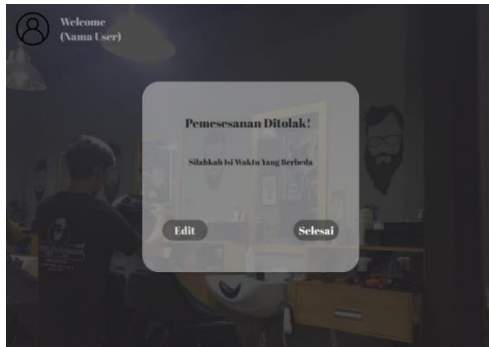 Welcome
(Nama User)
Pemesesanan Ditolak!
Silahkah Isi Waktu Yang Berbeda
Edit
Selesai